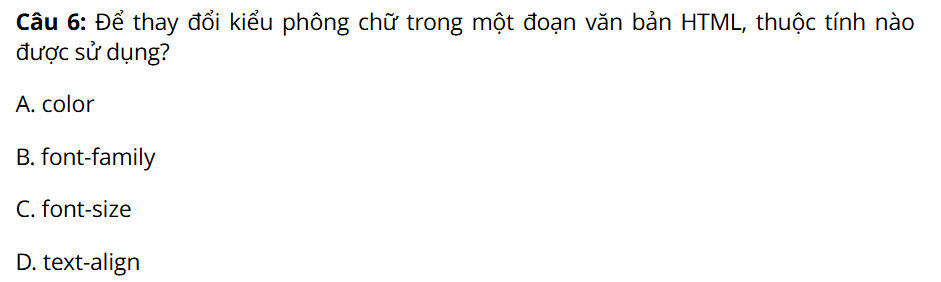 Câu 6: Để thay đổi kiểu phông chữ trong một đoạn văn bản HTML, thuộc tính nào
được sử dụng?
A. color
B. font-family
C. font-size
D. text-align